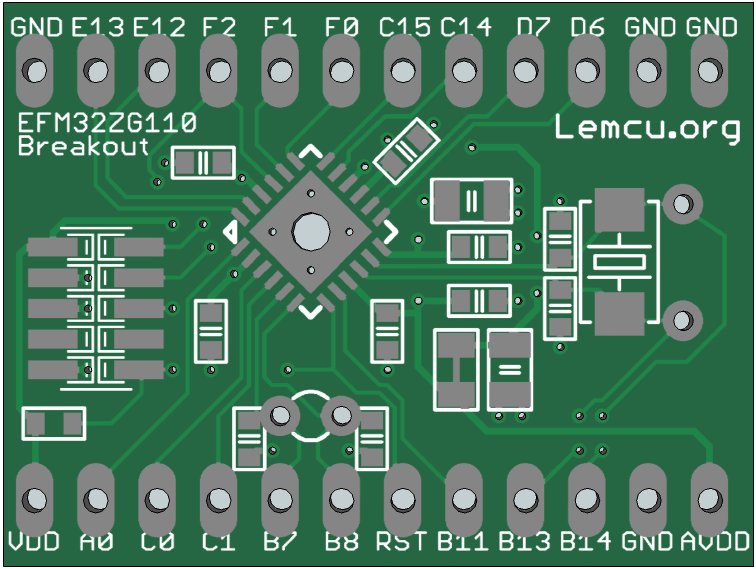 GND E13 E12 F2 F1 F0 C15 C14 D7 D6 GND GND
EFM32ZG110
Breakout
Lemcu.org
VDD A0 C0 C1 B7 B8 RST B11 B13 B14 GND AVDD